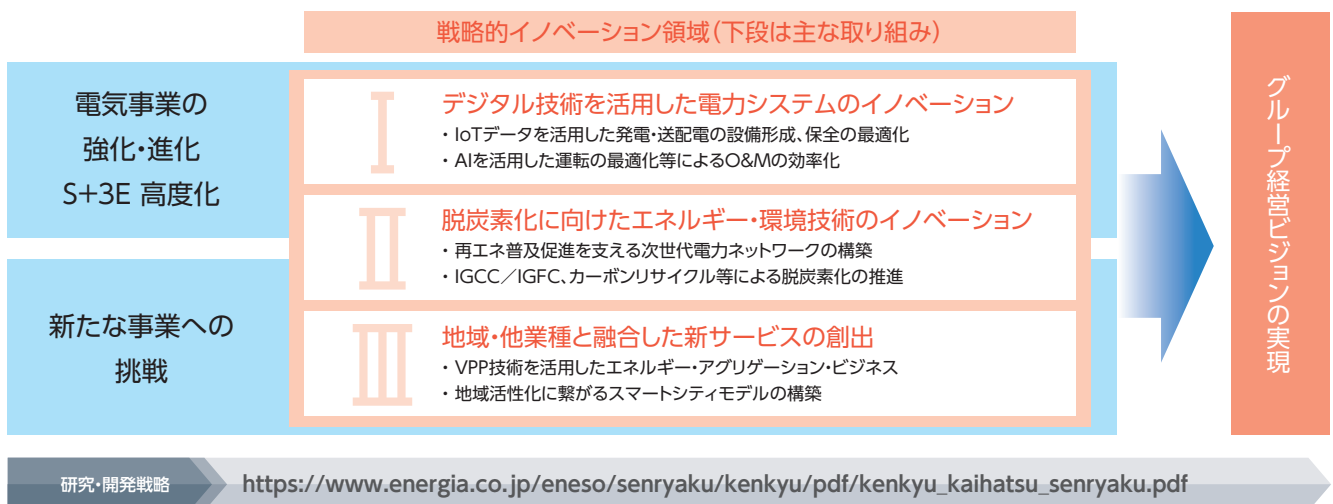 戦略的イノベーション領域(下段は主な取り組み)
電気事業の
強化・進化
S+3E 高度化
新たな事業への
挑戦
I
デジタル技術を活用した電力システムのイノベーション
・ IoTデータを活用した発電・送配電の設備形成、保全の最適化
・ AIを活用した運転の最適化等によるO&Mの効率化
II
脱炭素化に向けたエネルギー・環境技術のイノベーション
・ 再エネ普及促進を支える次世代電力ネットワークの構築
・ IGCC/IGFC、カーボンリサイクル等による脱炭素化の推進
III
地域・他業種と融合した新サービスの創出
・ VPP技術を活用したエネルギー・アグリゲーション・ビジネス
・ 地域活性化に繋がるスマートシティモデルの構築
グループ経営ビジョンの実現
研究・開発戦略
https://www.energia.co.jp/eneso/senryaku/kenkyu/pdf/kenkyu_kaihatsu_senryaku.pdf